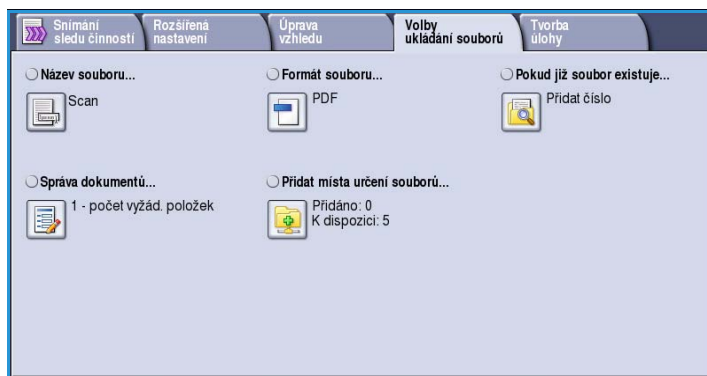 Snímání
sledu činností
Rozšířená
nastavení
Úprava
vzhledu
Volby
ukládání souborů
Tvorba
úlohy
Název souboru...
Scan
Formát souboru...
PDF
Pokud již soubor existuje...
Přidat číslo
Správa dokumentů...
1 - počet vyžád. položek
Přidat místa určení souborů...
Přidáno: 0
K dispozici: 5